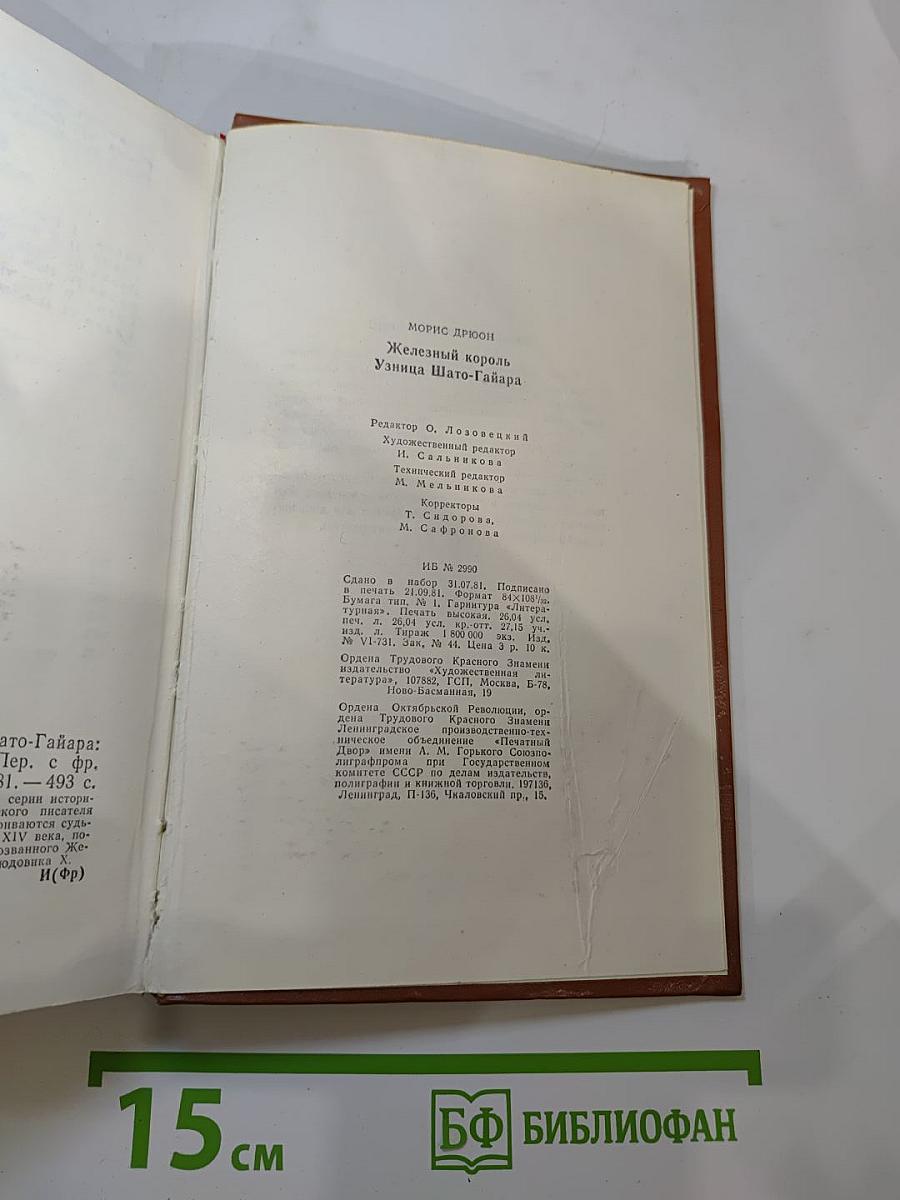 ато-Гайара:
Пер. с фр.
81. — 493 с.
серии истори-
ского писателя
риваются судь-
XIV века, по-
озванного Же-
юдовика X.
И(Фр)
МОРИС ДРЮОН
Железный король
Узница Шато-Гайара
Редактор О. Лозовецкий
Художественный редактор
И. Сальникова
Технический редактор
М. Мельникова
Корректоры
Т. Сидорова,
М. Сафронова
ИБ № 2990
Сдано в набор 31.07.81. Подписано
в печать 21.09.81. Формат 84×108¹/₃₂.
Бумага тип. № 1. Гарнитура «Литера-
турная». Печать высокая. 26,04 усл.
печ. л. 26,04 усл. кр.-отт. 27,15 уч.-
изд. л. Тираж 1 800 000 экз. Изд.
№ VI-731. Зак. № 44. Цена 3 р. 10 к.
Ордена Трудового Красного Знамени
издательство «Художественная ли-
тература», 107882, ГСП, Москва, Б-78,
Ново-Басманная, 19
Ордена Октябрьской Революции, ор-
дена Трудового Красного Знамени
Ленинградское производственно-тех-
ническое объединение «Печатный
Двор» имени А. М. Горького Союзпо-
лиграфпрома при Государственном
комитете СССР по делам издательств,
полиграфии и книжной торговли. 197136,
Ленинград, П-136, Чкаловский пр., 15.
15 см
БФ БИБЛИОФАН